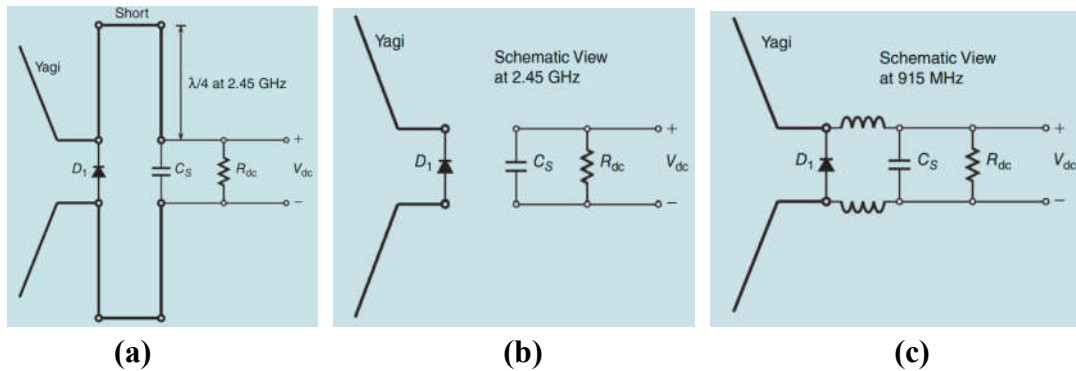 Short
Yagi
λ/4 at 2.45 GHz
D1
CS
Rdc
+
Vdc
−
(a)
Yagi
Schematic View
at 2.45 GHz
D1
CS
Rdc
+
Vdc
−
(b)
Yagi
Schematic View
at 915 MHz
D1
CS
Rdc
+
Vdc
−
(c)